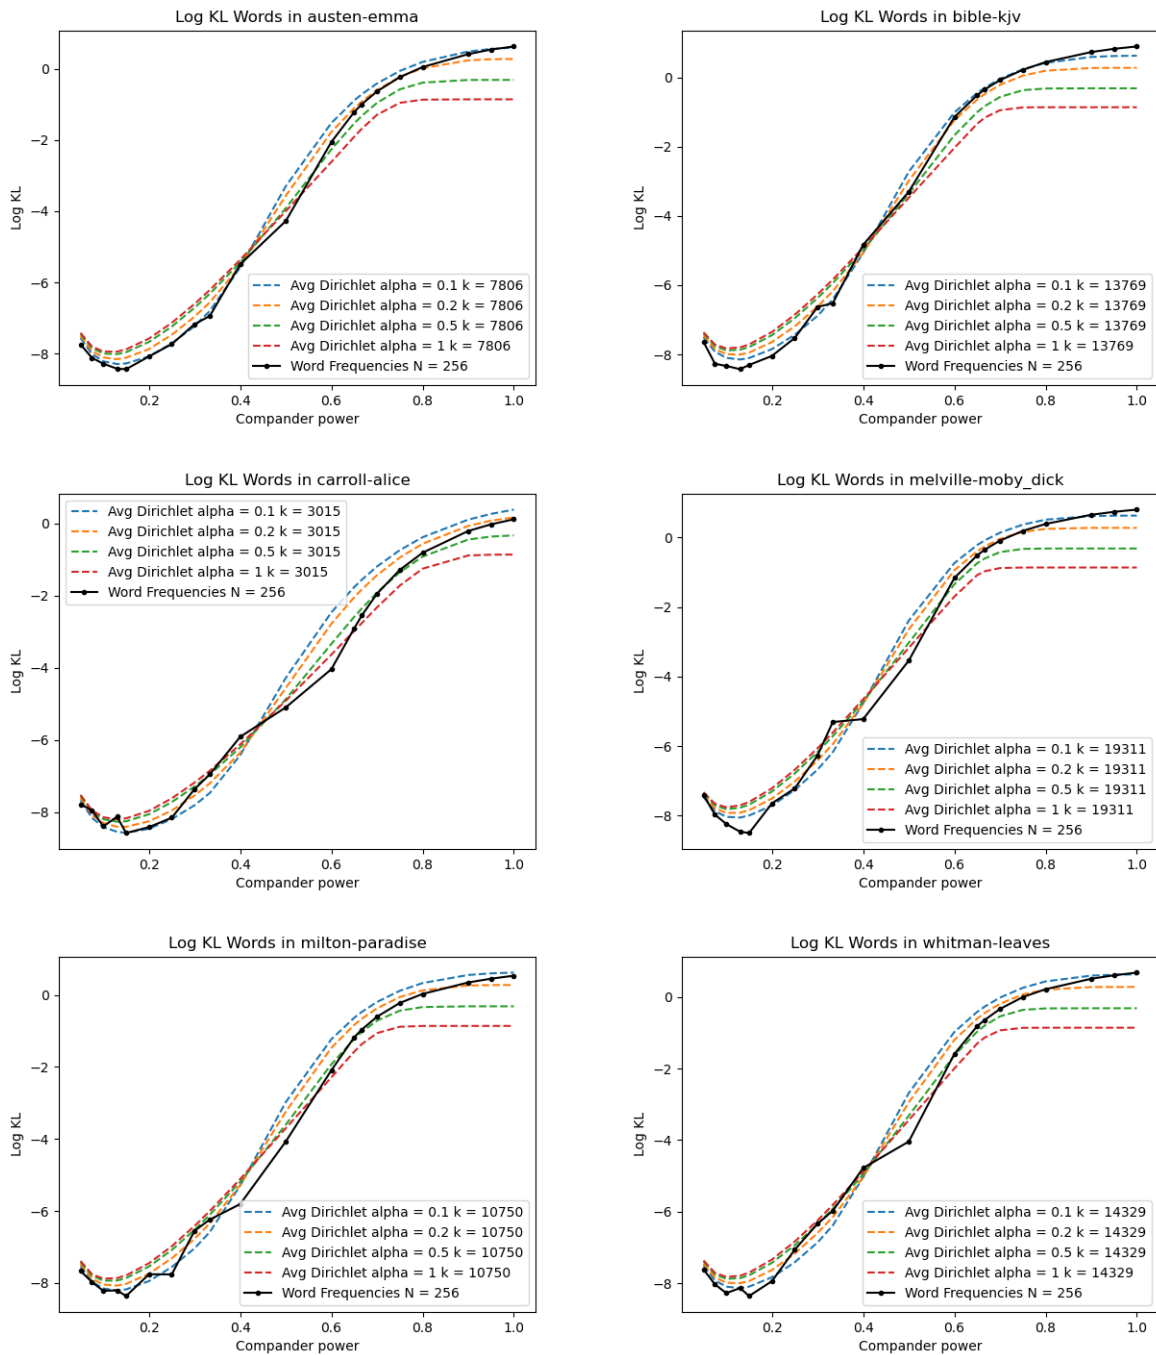 Log KL Words in austen-emma
0
−2
−4
−6
−8
Log KL
0.2 0.4 0.6 0.8 1.0
Compander power
Avg Dirichlet alpha = 0.1 k = 7806
Avg Dirichlet alpha = 0.2 k = 7806
Avg Dirichlet alpha = 0.5 k = 7806
Avg Dirichlet alpha = 1 k = 7806
Word Frequencies N = 256
Log KL Words in bible-kjv
0
−2
−4
−6
−8
Log KL
0.2 0.4 0.6 0.8 1.0
Compander power
Avg Dirichlet alpha = 0.1 k = 13769
Avg Dirichlet alpha = 0.2 k = 13769
Avg Dirichlet alpha = 0.5 k = 13769
Avg Dirichlet alpha = 1 k = 13769
Word Frequencies N = 256
Log KL Words in carroll-alice
0
−2
−4
−6
−8
Log KL
0.2 0.4 0.6 0.8 1.0
Compander power
Avg Dirichlet alpha = 0.1 k = 3015
Avg Dirichlet alpha = 0.2 k = 3015
Avg Dirichlet alpha = 0.5 k = 3015
Avg Dirichlet alpha = 1 k = 3015
Word Frequencies N = 256
Log KL Words in melville-moby_dick
0
−2
−4
−6
−8
Log KL
0.2 0.4 0.6 0.8 1.0
Compander power
Avg Dirichlet alpha = 0.1 k = 19311
Avg Dirichlet alpha = 0.2 k = 19311
Avg Dirichlet alpha = 0.5 k = 19311
Avg Dirichlet alpha = 1 k = 19311
Word Frequencies N = 256
Log KL Words in milton-paradise
0
−2
−4
−6
−8
Log KL
0.2 0.4 0.6 0.8 1.0
Compander power
Avg Dirichlet alpha = 0.1 k = 10750
Avg Dirichlet alpha = 0.2 k = 10750
Avg Dirichlet alpha = 0.5 k = 10750
Avg Dirichlet alpha = 1 k = 10750
Word Frequencies N = 256
Log KL Words in whitman-leaves
0
−2
−4
−6
−8
Log KL
0.2 0.4 0.6 0.8 1.0
Compander power
Avg Dirichlet alpha = 0.1 k = 14329
Avg Dirichlet alpha = 0.2 k = 14329
Avg Dirichlet alpha = 0.5 k = 14329
Avg Dirichlet alpha = 1 k = 14329
Word Frequencies N = 256